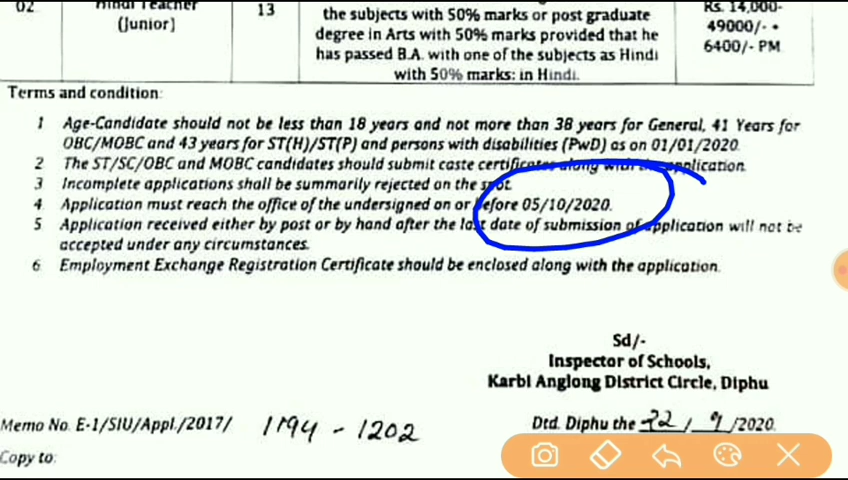 02 Hindi Teacher 13 the subjects with 50% marks or post graduate Rs. 14,000-
(Junior) degree in Arts with 50% marks provided that he 49000/- +
has passed B.A. with one of the subjects as Hindi 6400/- PM
with 50% marks: in Hindi.
Terms and condition:
1 Age-Candidate should not be less than 18 years and not more than 38 years for General, 41 Years for
OBC/MOBC and 43 years for ST(H)/ST(P) and persons with disabilities (PwD) as on 01/01/2020.
2 The ST/SC/OBC and MOBC candidates should submit caste certificates along with the application.
3 Incomplete applications shall be summarily rejected on the spot.
4 Application must reach the office of the undersigned on or before 05/10/2020.
5 Application received either by post or by hand after the last date of submission of application will not be
accepted under any circumstances.
6 Employment Exchange Registration Certificate should be enclosed along with the application.
Sd/-
Inspector of Schools,
Karbi Anglong District Circle, Diphu
Memo No. E-1/SIU/Appl./2017/ 1194 - 1202 Dtd. Diphu the 22 / 9 /2020.
Copy to: